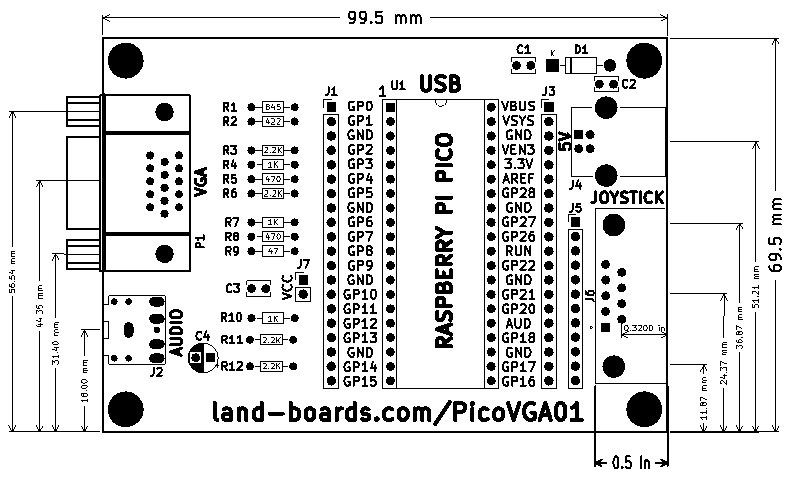 99.5 mm
C1
K
D1
C2
USB
J1
1
U1
J3
R1 845
R2 422
R3 2.2K
R4 1K
R5 470
R6 2.2K
R7 1K
R8 470
R9 47
J7
VCC
C3
R10 1K
R11 2.2K
R12 2.2K
C4
VGA
P1
AUDIO
J2
GP0
GP1
GND
GP2
GP3
GP4
GP5
GND
GP6
GP7
GP8
GP9
GND
GP10
GP11
GP12
GP13
GND
GP14
GP15
RASPBERRY PI PICO
VBUS
VSYS
GND
VEN3
3.3V
AREF
GP28
GND
GP27
GP26
RUN
GP22
GND
GP21
GP20
AUD
GP18
GND
GP17
GP16
5V
J4
JOYSTICK
J5
J6
0.3200 in
land-boards.com/PicoVGA01
0.5 in
56.54 mm
44.35 mm
31.40 mm
18.00 mm
11.87 mm
24.37 mm
36.87 mm
51.21 mm
69.5 mm